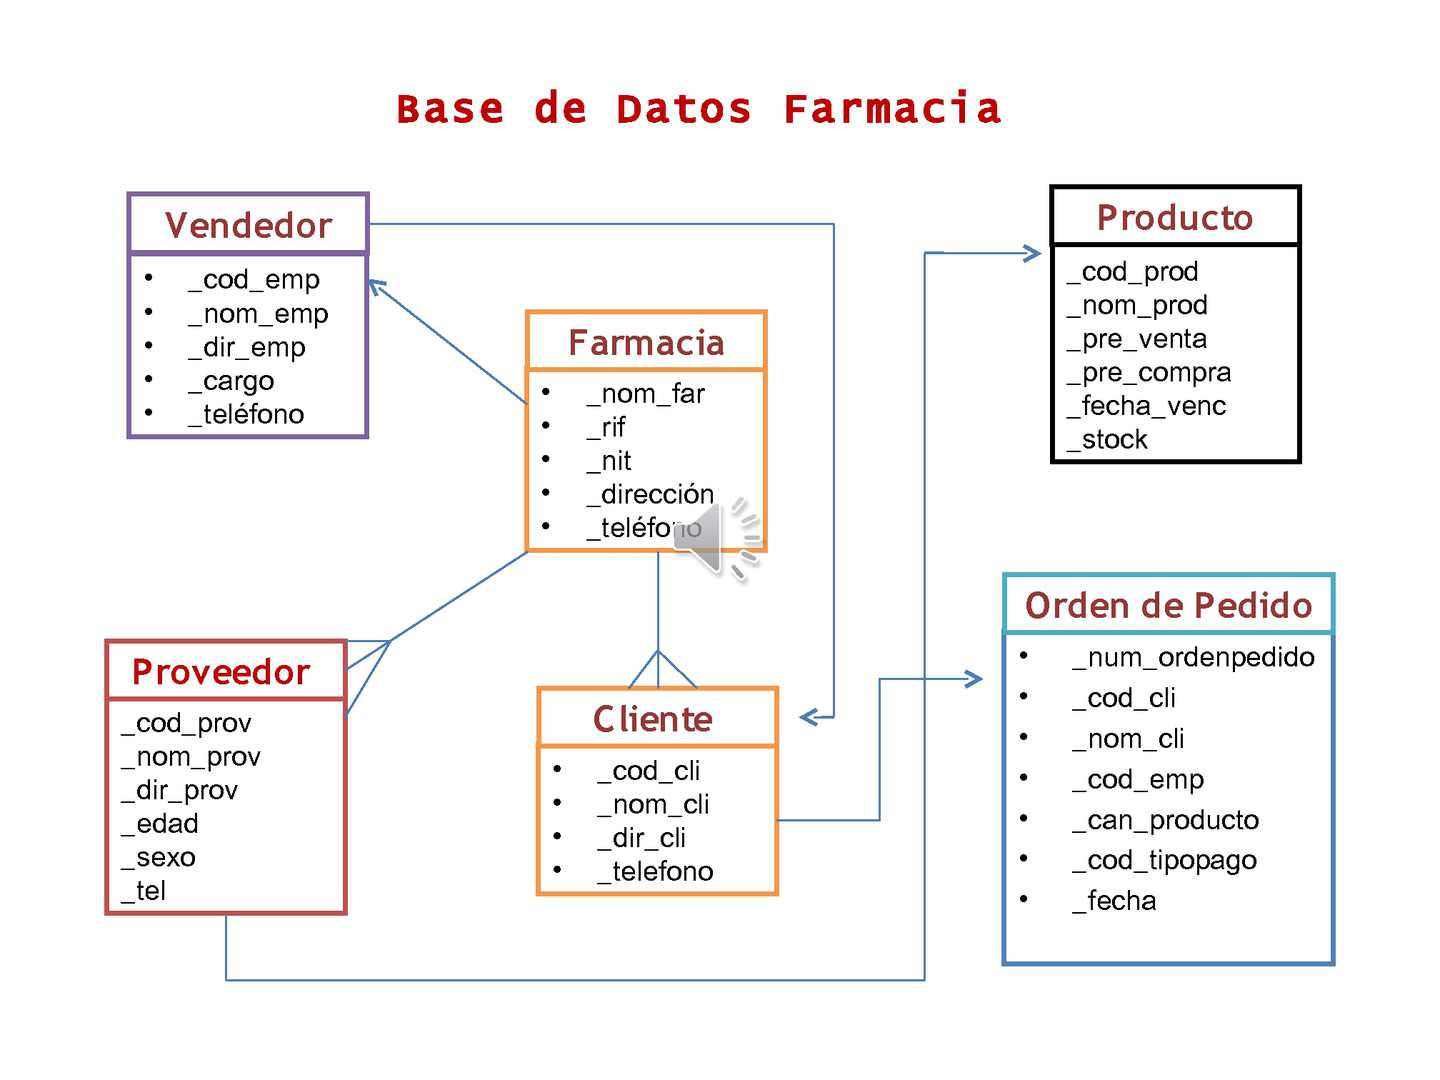 Base de Datos Farmacia
Vendedor
• _cod_emp
• _nom_emp
• _dir_emp
• _cargo
• _teléfono
Farmacia
• _nom_far
• _rif
• _nit
• _dirección
• _teléfono
Producto
_cod_prod
_nom_prod
_pre_venta
_pre_compra
_fecha_venc
_stock
Proveedor
_cod_prov
_nom_prov
_dir_prov
_edad
_sexo
_tel
Cliente
• _cod_cli
• _nom_cli
• _dir_cli
• _telefono
Orden de Pedido
• _num_ordenpedido
• _cod_cli
• _nom_cli
• _cod_emp
• _can_producto
• _cod_tipopago
• _fecha